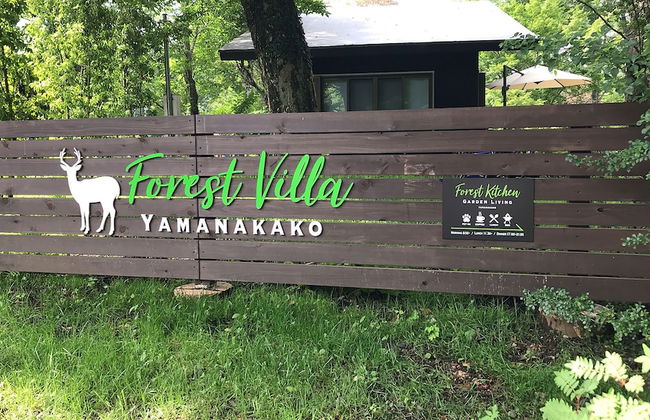 Forest Villa
YAMANAKAKO
Forest Kitchen
GARDEN LIVING